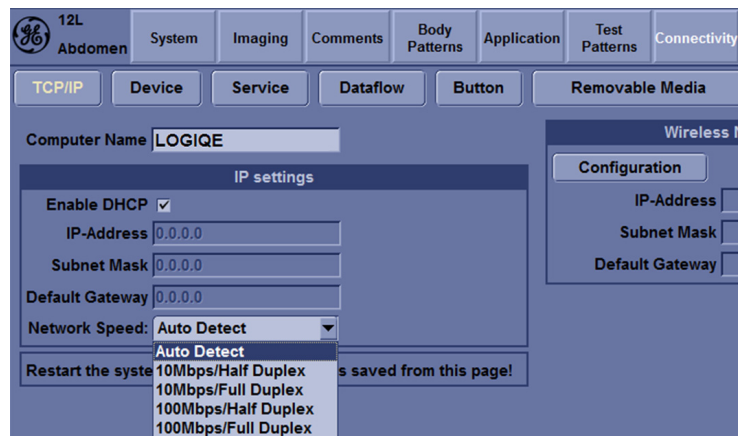 GE
12L
Abdomen
System
Imaging
Comments
Body
Patterns
Application
Test
Patterns
Connectivity
TCP/IP
Device
Service
Dataflow
Button
Removable Media
Computer Name LOGIQE
IP settings
Enable DHCP
IP-Address 0.0.0.0
Subnet Mask 0.0.0.0
Default Gateway 0.0.0.0
Network Speed: Auto Detect
Auto Detect
10Mbps/Half Duplex
10Mbps/Full Duplex
100Mbps/Half Duplex
100Mbps/Full Duplex
Restart the syste
s saved from this page!
Wireless
Configuration
IP-Address
Subnet Mask
Default Gateway